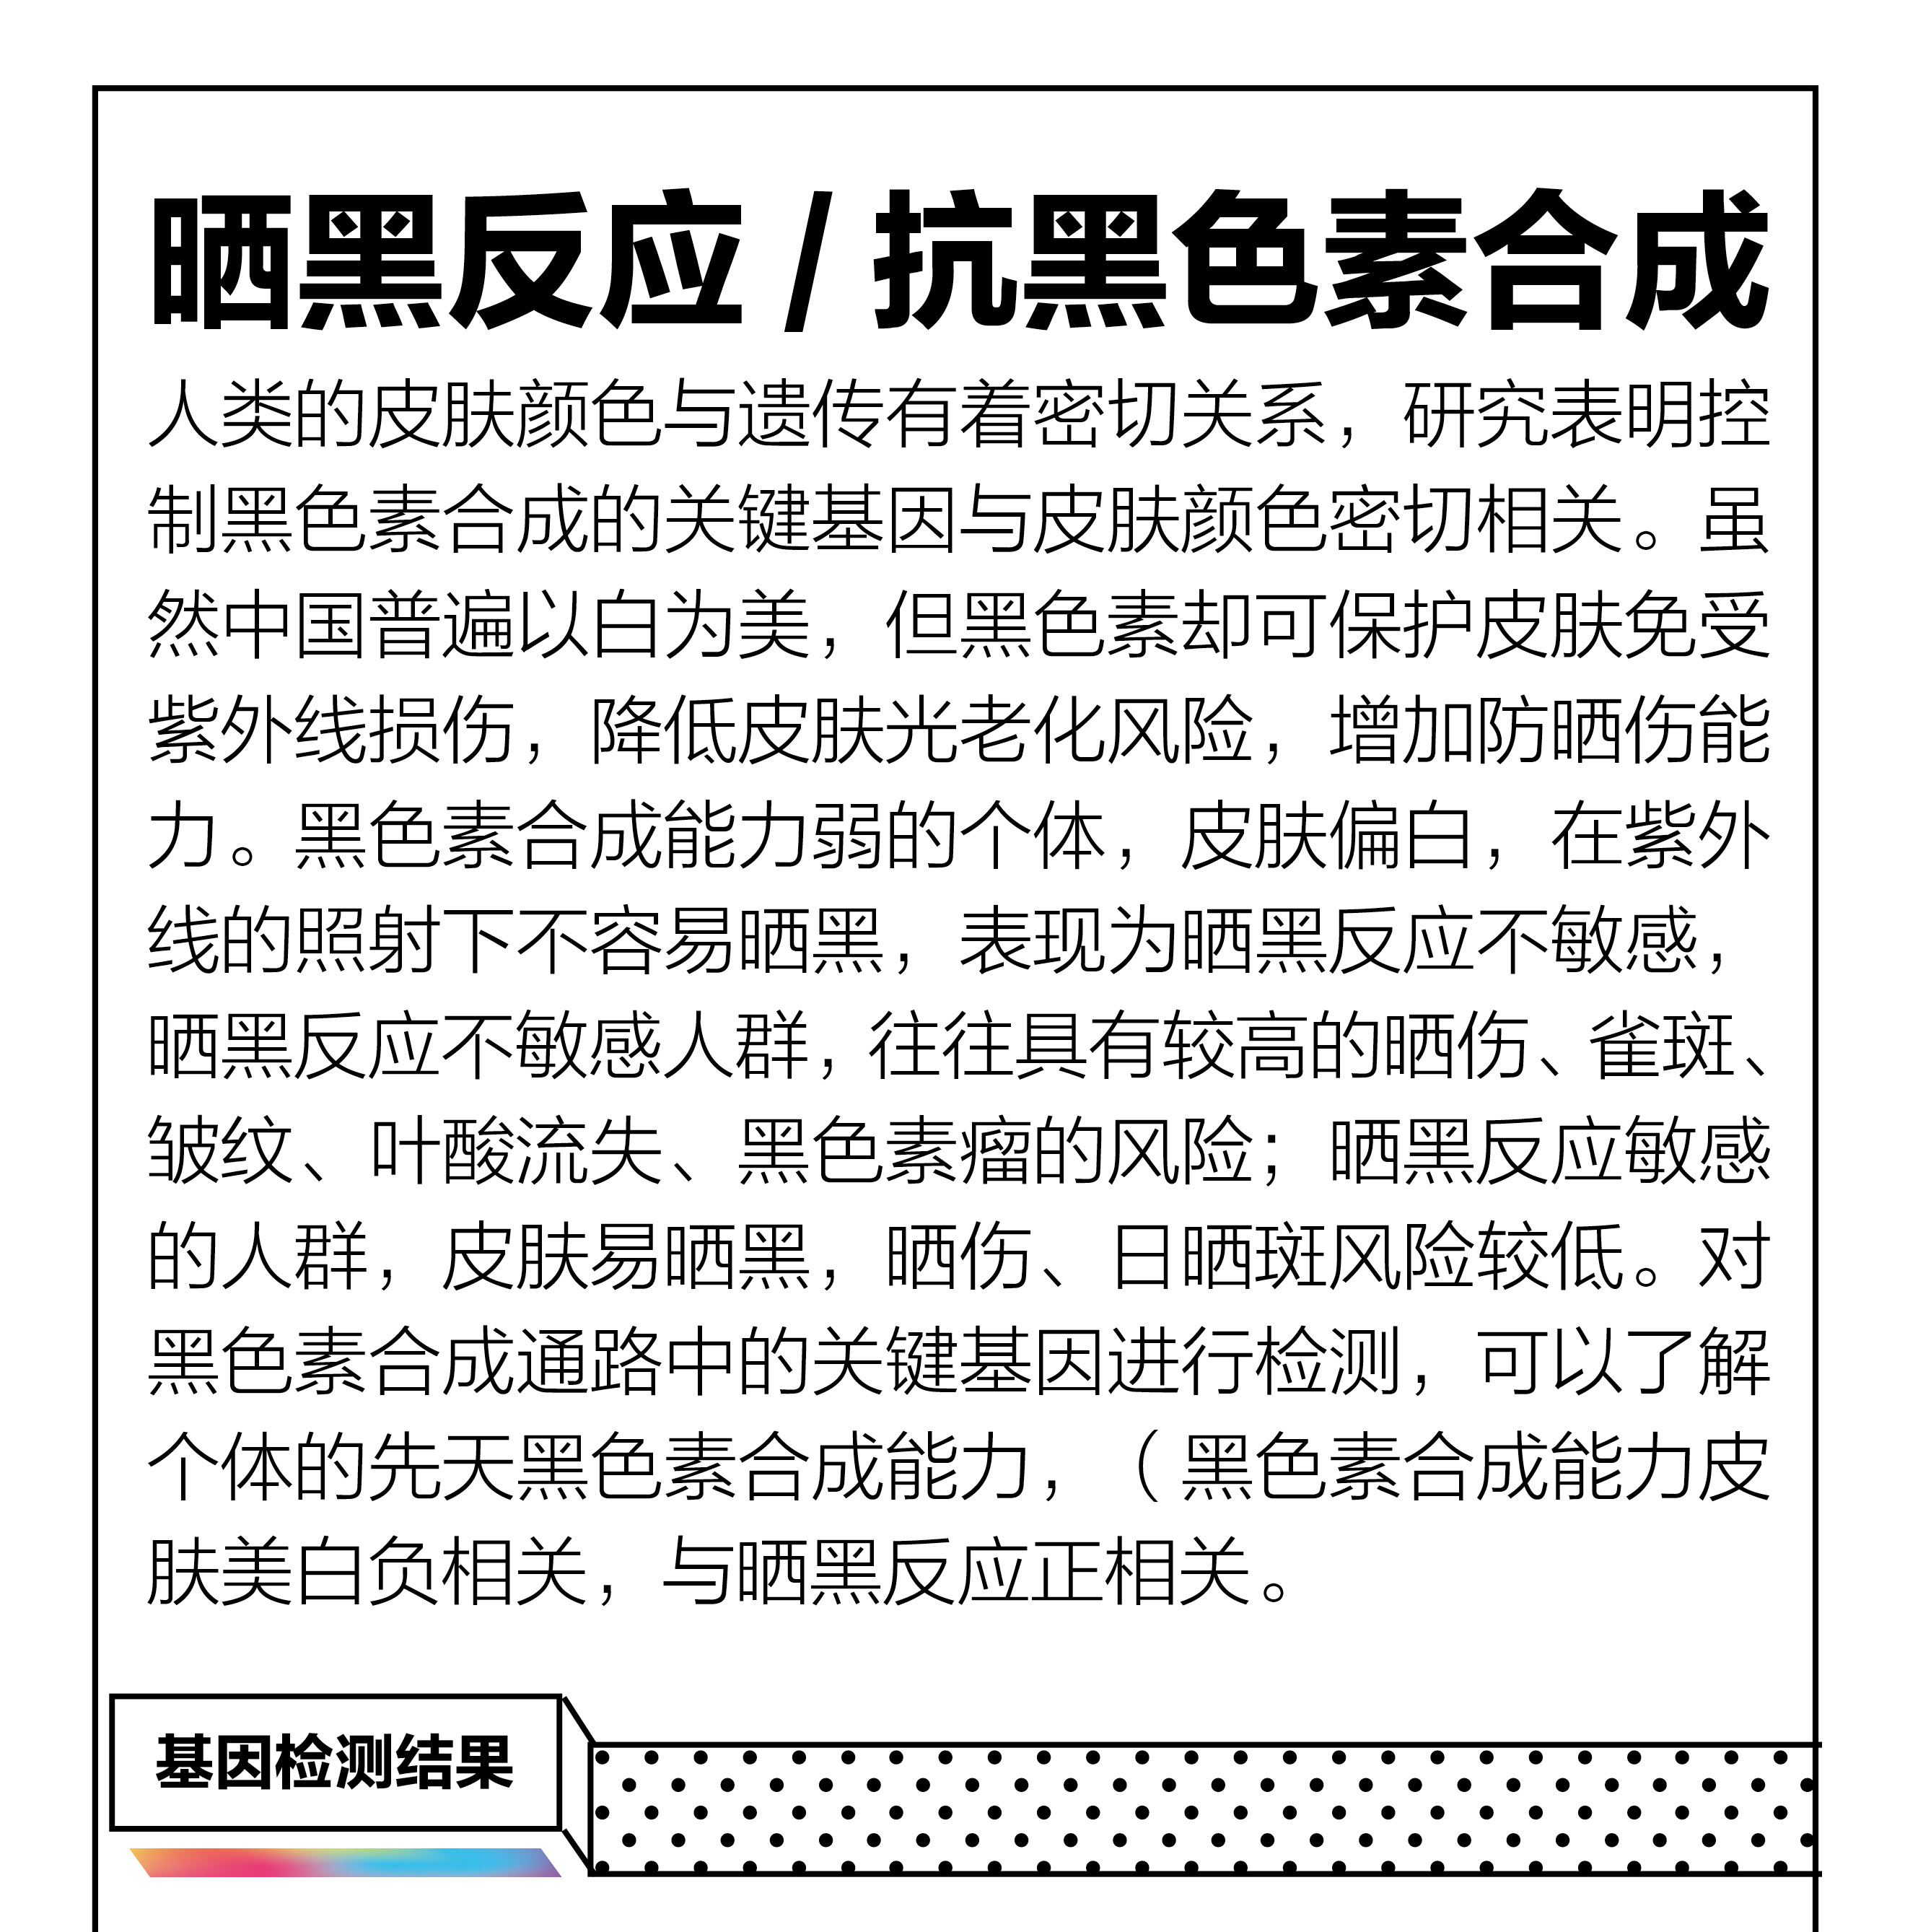 晒黑反应 / 抗黑色素合成
人类的皮肤颜色与遗传有着密切关系，研究表明控
制黑色素合成的关键基因与皮肤颜色密切相关。虽
然中国普遍以白为美，但黑色素却可保护皮肤免受
紫外线损伤，降低皮肤光老化风险，增加防晒伤能
力。黑色素合成能力弱的个体，皮肤偏白，在紫外
线的照射下不容易晒黑，表现为晒黑反应不敏感，
晒黑反应不敏感人群，往往具有较高的晒伤、雀斑、
皱纹、叶酸流失、黑色素瘤的风险；晒黑反应敏感
的人群，皮肤易晒黑，晒伤、日晒斑风险较低。对
黑色素合成通路中的关键基因进行检测，可以了解
个体的先天黑色素合成能力，（黑色素合成能力皮
肤美白负相关，与晒黑反应正相关。
基因检测结果